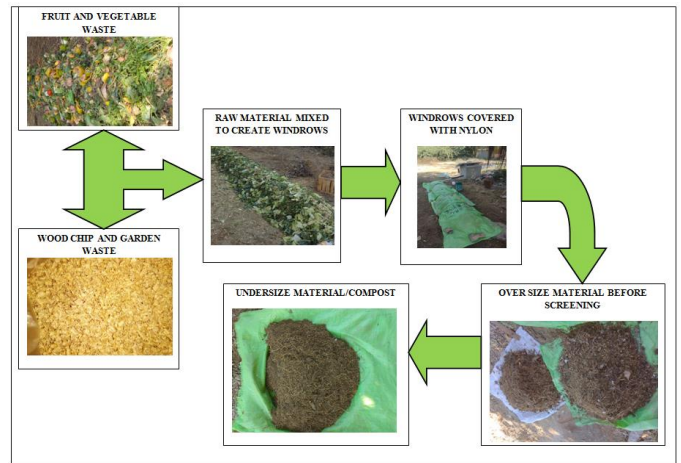 FRUIT AND VEGETABLE
WASTE
RAW MATERIAL MIXED
TO CREATE WINDROWS
WINDROWS COVERED
WITH NYLON
WOOD CHIP AND GARDEN
WASTE
UNDERSIZE MATERIAL/COMPOST
OVER SIZE MATERIAL BEFORE
SCREENING